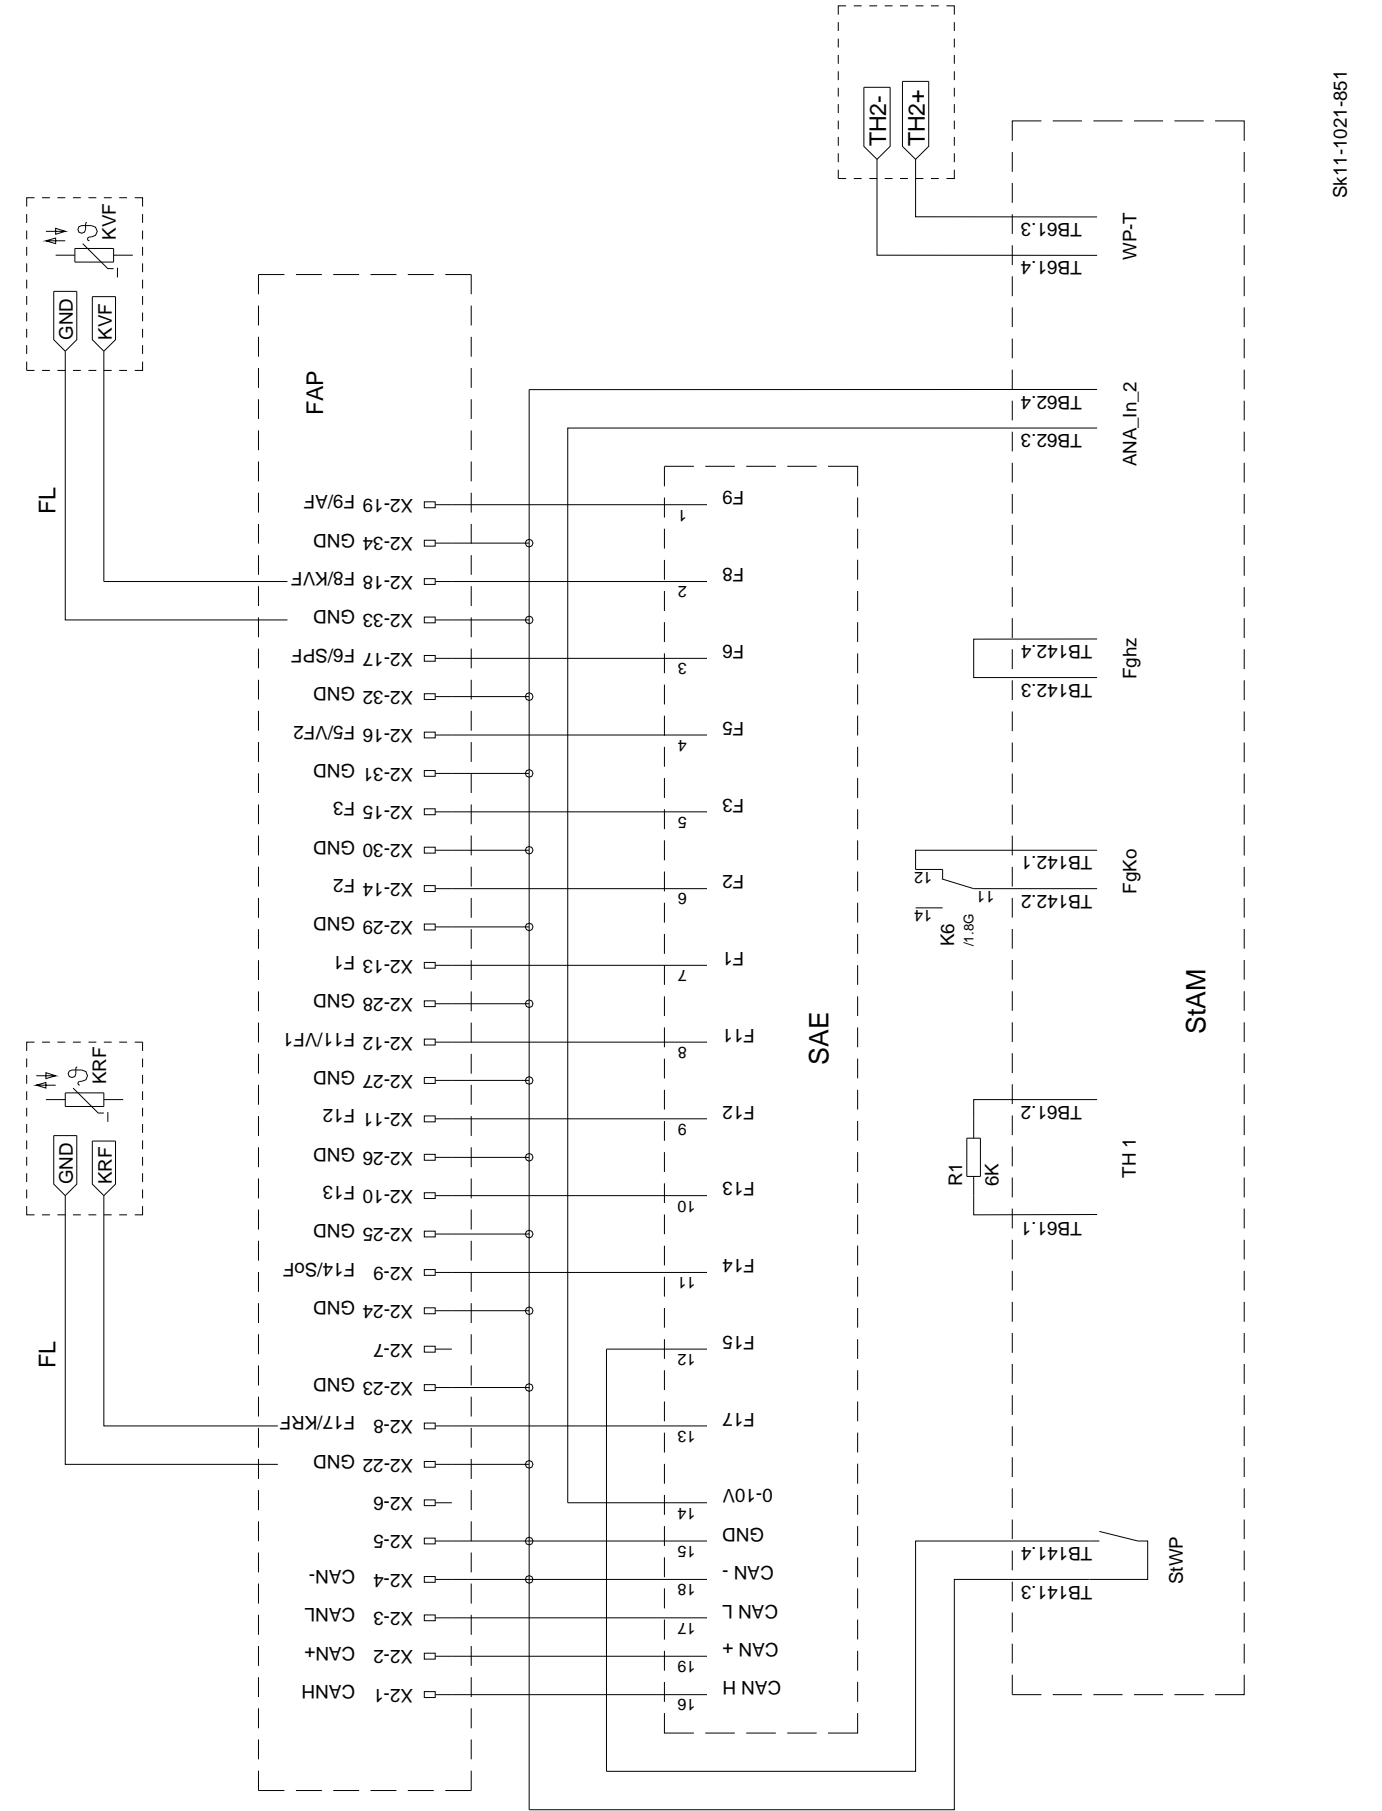 Sk11-1021-851
TH2-
TH2+
TB61.3
TB61.4
WP-T
GND
KVF
KVF
ϑ
FL
FAP
TB62.4
TB62.3
ANA_In_2
X2-19 F9/AF
X2-34 GND
X2-18 F8/KVF
X2-33 GND
X2-17 F6/SPF
X2-32 GND
X2-16 F5/VF2
X2-31 GND
X2-15 F3
X2-30 GND
X2-14 F2
X2-29 GND
X2-13 F1
X2-28 GND
X2-12 F11/VF1
X2-27 GND
X2-11 F12
X2-26 GND
X2-10 F13
X2-25 GND
X2-9 F14/SoF
X2-24 GND
X2-7
X2-23 GND
X2-8 F17/KRF
X2-22 GND
X2-6
X2-5
X2-4 CAN-
X2-3 CANL
X2-2 CAN+
X2-1 CANH
1 F9
2 F8
3 F6
4 F5
5 F3
6 F2
7 F1
8 F11
9 F12
10 F13
11 F14
12 F15
13 F17
14 0-10V
15 GND
18 CAN -
17 CAN L
19 CAN +
16 CAN H
SAE
TB142.4
TB142.3
Fghz
TB142.1
TB142.2
FgKo
12
11
14
K6
/1.8G
StAM
TB61.2
TB61.1
TH 1
R1
6K
TB141.4
TB141.3
StWP
GND
KRF
KRF
ϑ
FL